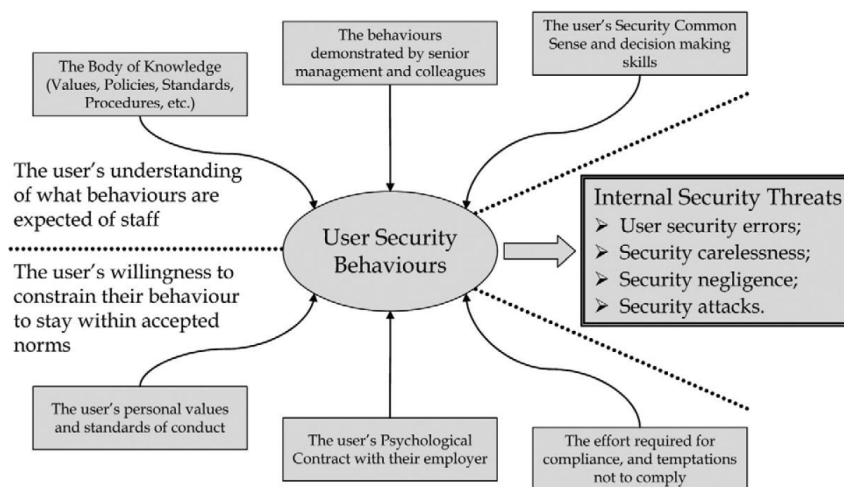 The Body of Knowledge
(Values, Policies, Standards,
Procedures, etc.)
The behaviours
demonstrated by senior
management and colleagues
The user's Security Common
Sense and decision making
skills
The user's understanding
of what behaviours are
expected of staff
User Security
Behaviours
Internal Security Threats
➢ User security errors;
➢ Security carelessness;
➢ Security negligence;
➢ Security attacks.
The user's willingness to
constrain their behaviour
to stay within accepted
norms
The user's personal values
and standards of conduct
The user's Psychological
Contract with their employer
The effort required for
compliance, and temptations
not to comply